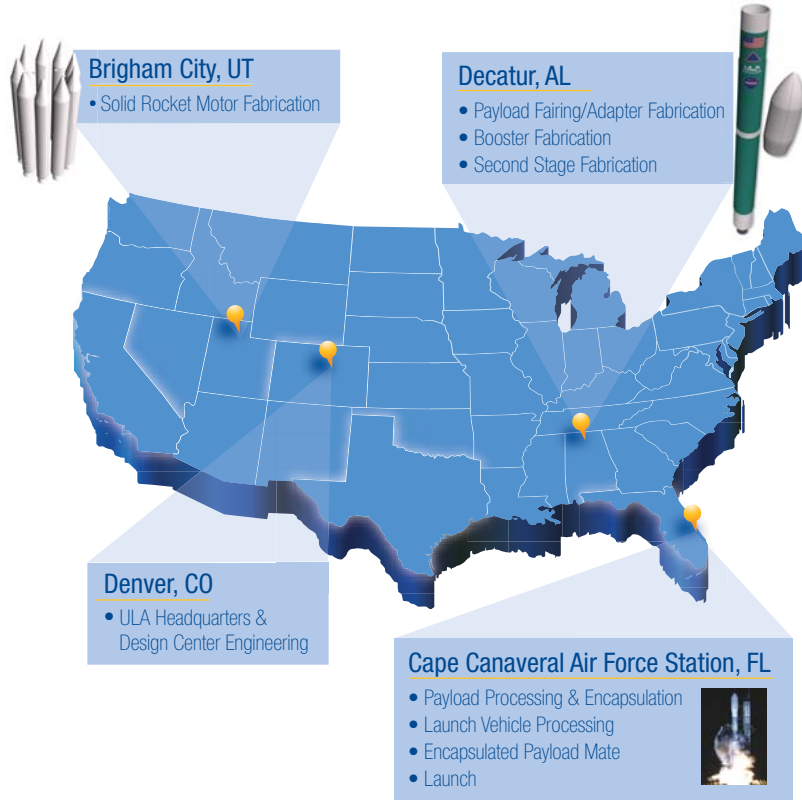 Brigham City, UT
• Solid Rocket Motor Fabrication
Decatur, AL
• Payload Fairing/Adapter Fabrication
• Booster Fabrication
• Second Stage Fabrication
Denver, CO
• ULA Headquarters &
Design Center Engineering
Cape Canaveral Air Force Station, FL
• Payload Processing & Encapsulation
• Launch Vehicle Processing
• Encapsulated Payload Mate
• Launch